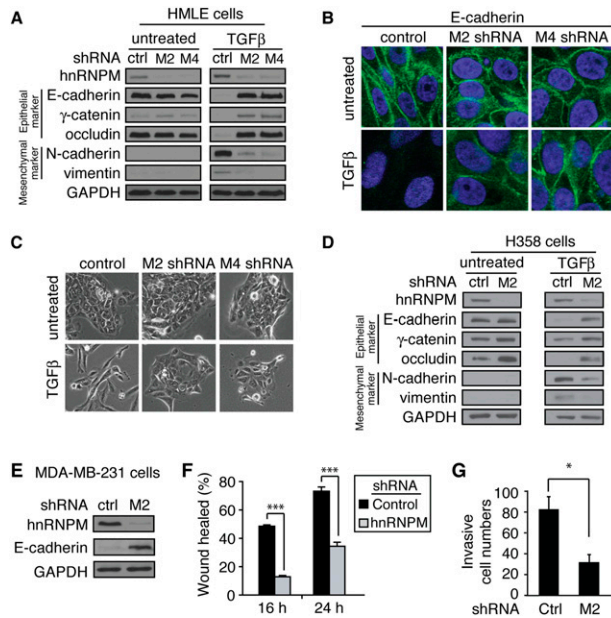 A
HMLE cells
untreated TGFβ
shRNA ctrl M2 M4 ctrl M2 M4
hnRNPM
Epithelial marker
E-cadherin
γ-catenin
occludin
Mesenchymal marker
N-cadherin
vimentin
GAPDH
B
E-cadherin
control M2 shRNA M4 shRNA
untreated
TGFβ
C
control M2 shRNA M4 shRNA
untreated
TGFβ
D
H358 cells
untreated TGFβ
shRNA ctrl M2 ctrl M2
hnRNPM
Epithelial marker
E-cadherin
γ-catenin
occludin
Mesenchymal marker
N-cadherin
vimentin
GAPDH
E
MDA-MB-231 cells
shRNA ctrl M2
hnRNPM
E-cadherin
GAPDH
F
Wound healed (%)
80
60
40
20
0
***
***
16 h 24 h
shRNA
Control
hnRNPM
G
*
Invasive
cell numbers
100
80
60
40
20
0
shRNA Ctrl M2